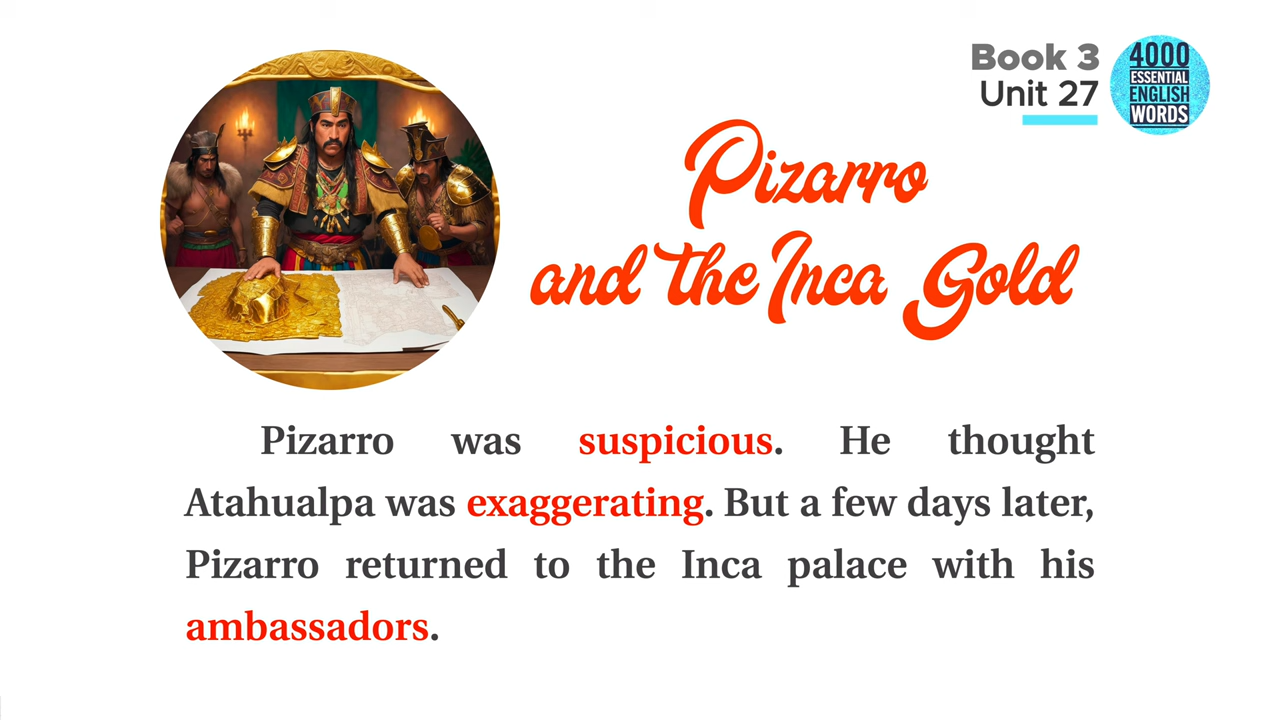 Book 3
Unit 27
4000
ESSENTIAL
ENGLISH
WORDS
Pizarro
and the Inca Gold
Pizarro was suspicious. He thought
Atahualpa was exaggerating. But a few days later,
Pizarro returned to the Inca palace with his
ambassadors.